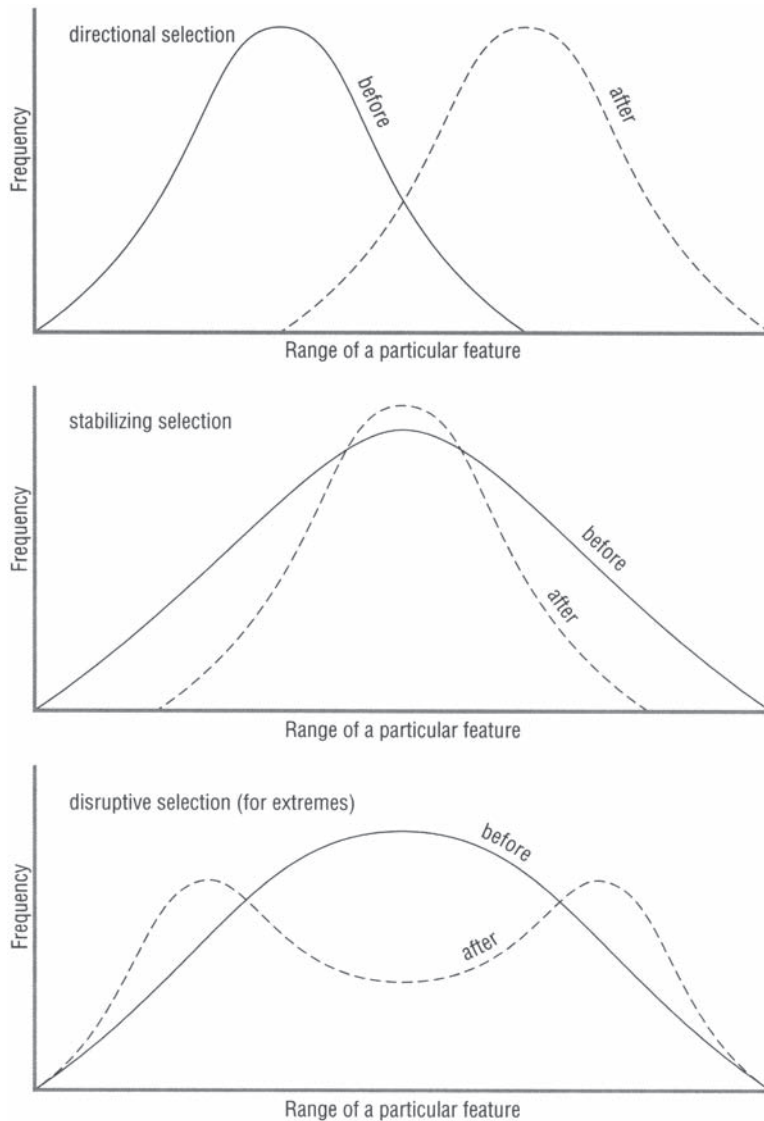 directional selection
before
after
Frequency
Range of a particular feature
stabilizing selection
before
after
Frequency
Range of a particular feature
disruptive selection (for extremes)
before
after
Frequency
Range of a particular feature